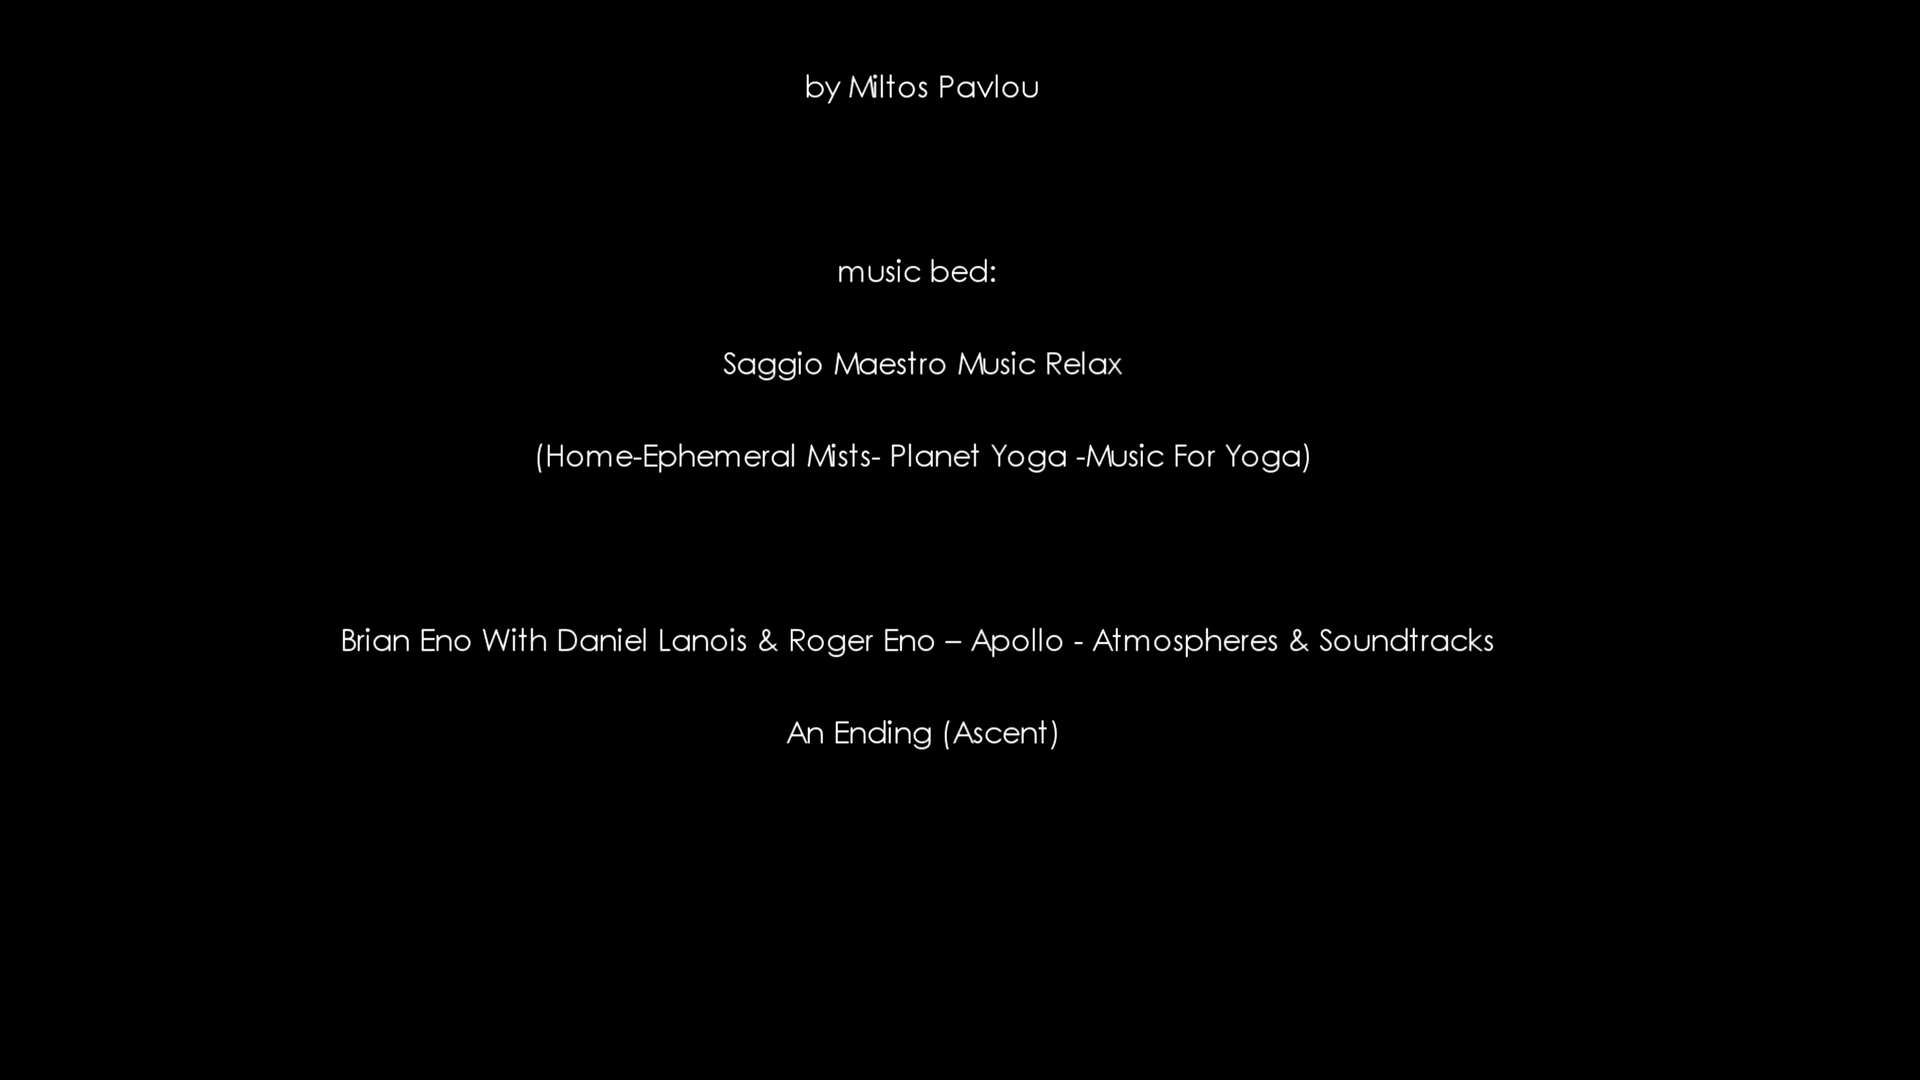 by Miltos Pavlou
music bed:
Saggio Maestro Music Relax
(Home-Ephemeral Mists- Planet Yoga -Music For Yoga)
Brian Eno With Daniel Lanois & Roger Eno – Apollo - Atmospheres & Soundtracks
An Ending (Ascent)